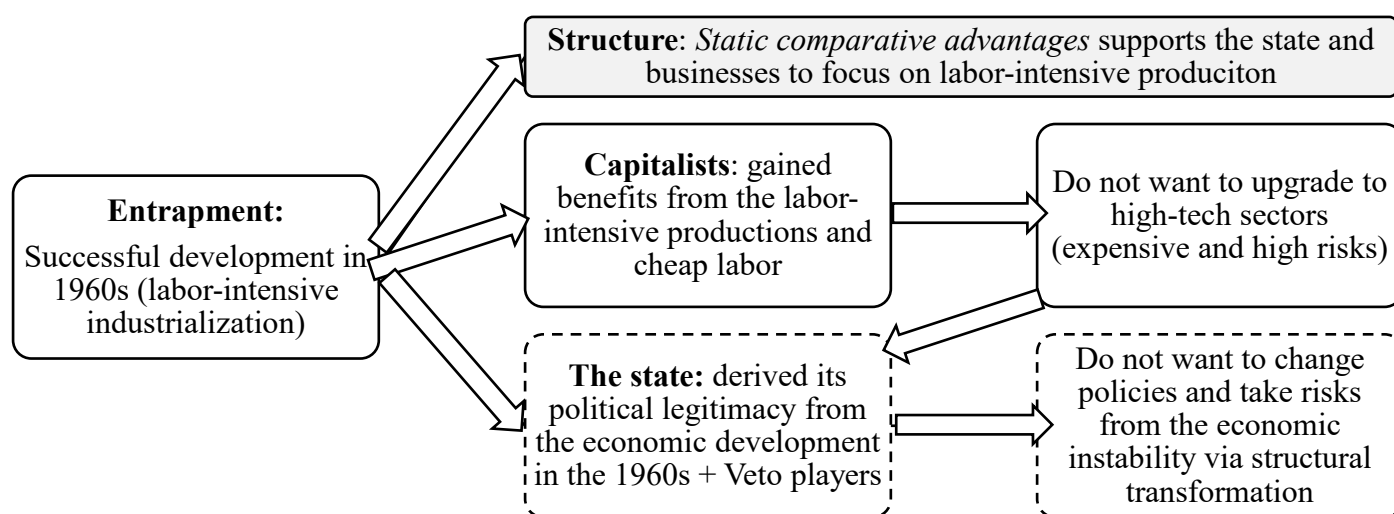 Structure: Static comparative advantages supports the state and
businesses to focus on labor-intensive produciton
Entrapment:
Successful development in
1960s (labor-intensive
industrialization)
Capitalists: gained
benefits from the labor-
intensive productions and
cheap labor
Do not want to upgrade to
high-tech sectors
(expensive and high risks)
The state: derived its
political legitimacy from
the economic development
in the 1960s + Veto players
Do not want to change
policies and take risks
from the economic
instability via structural
transformation